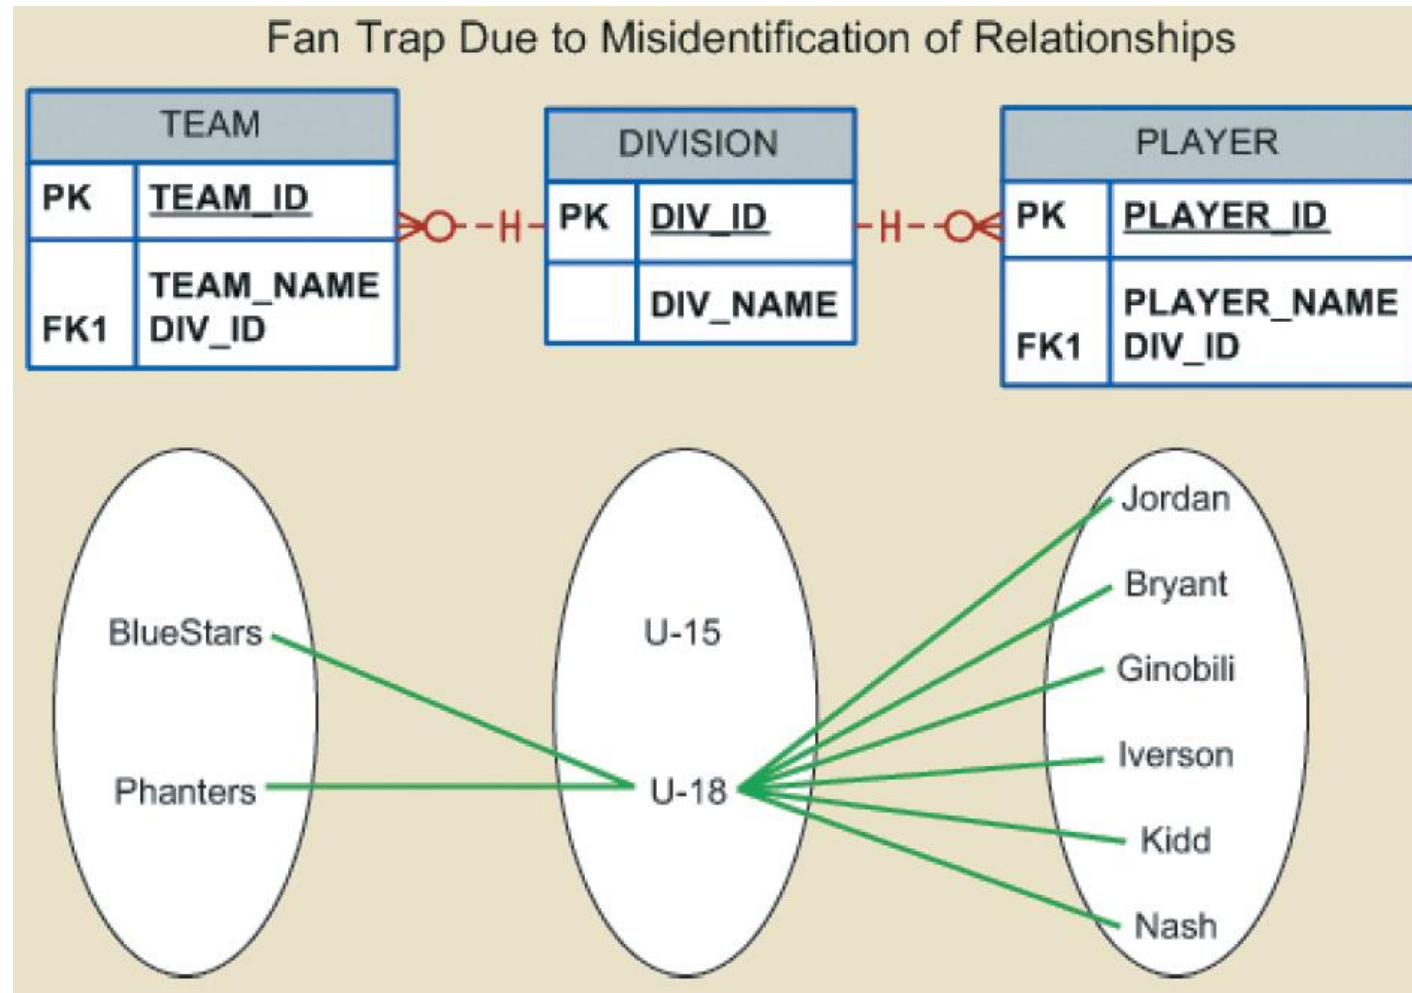 Fan Trap Due to Misidentification of Relationships
TEAM
PK TEAM_ID
TEAM_NAME
FK1 DIV_ID
DIVISION
PK DIV_ID
DIV_NAME
PLAYER
PK PLAYER_ID
PLAYER_NAME
FK1 DIV_ID
BlueStars
Phanters
U-15
U-18
Jordan
Bryant
Ginobili
Iverson
Kidd
Nash